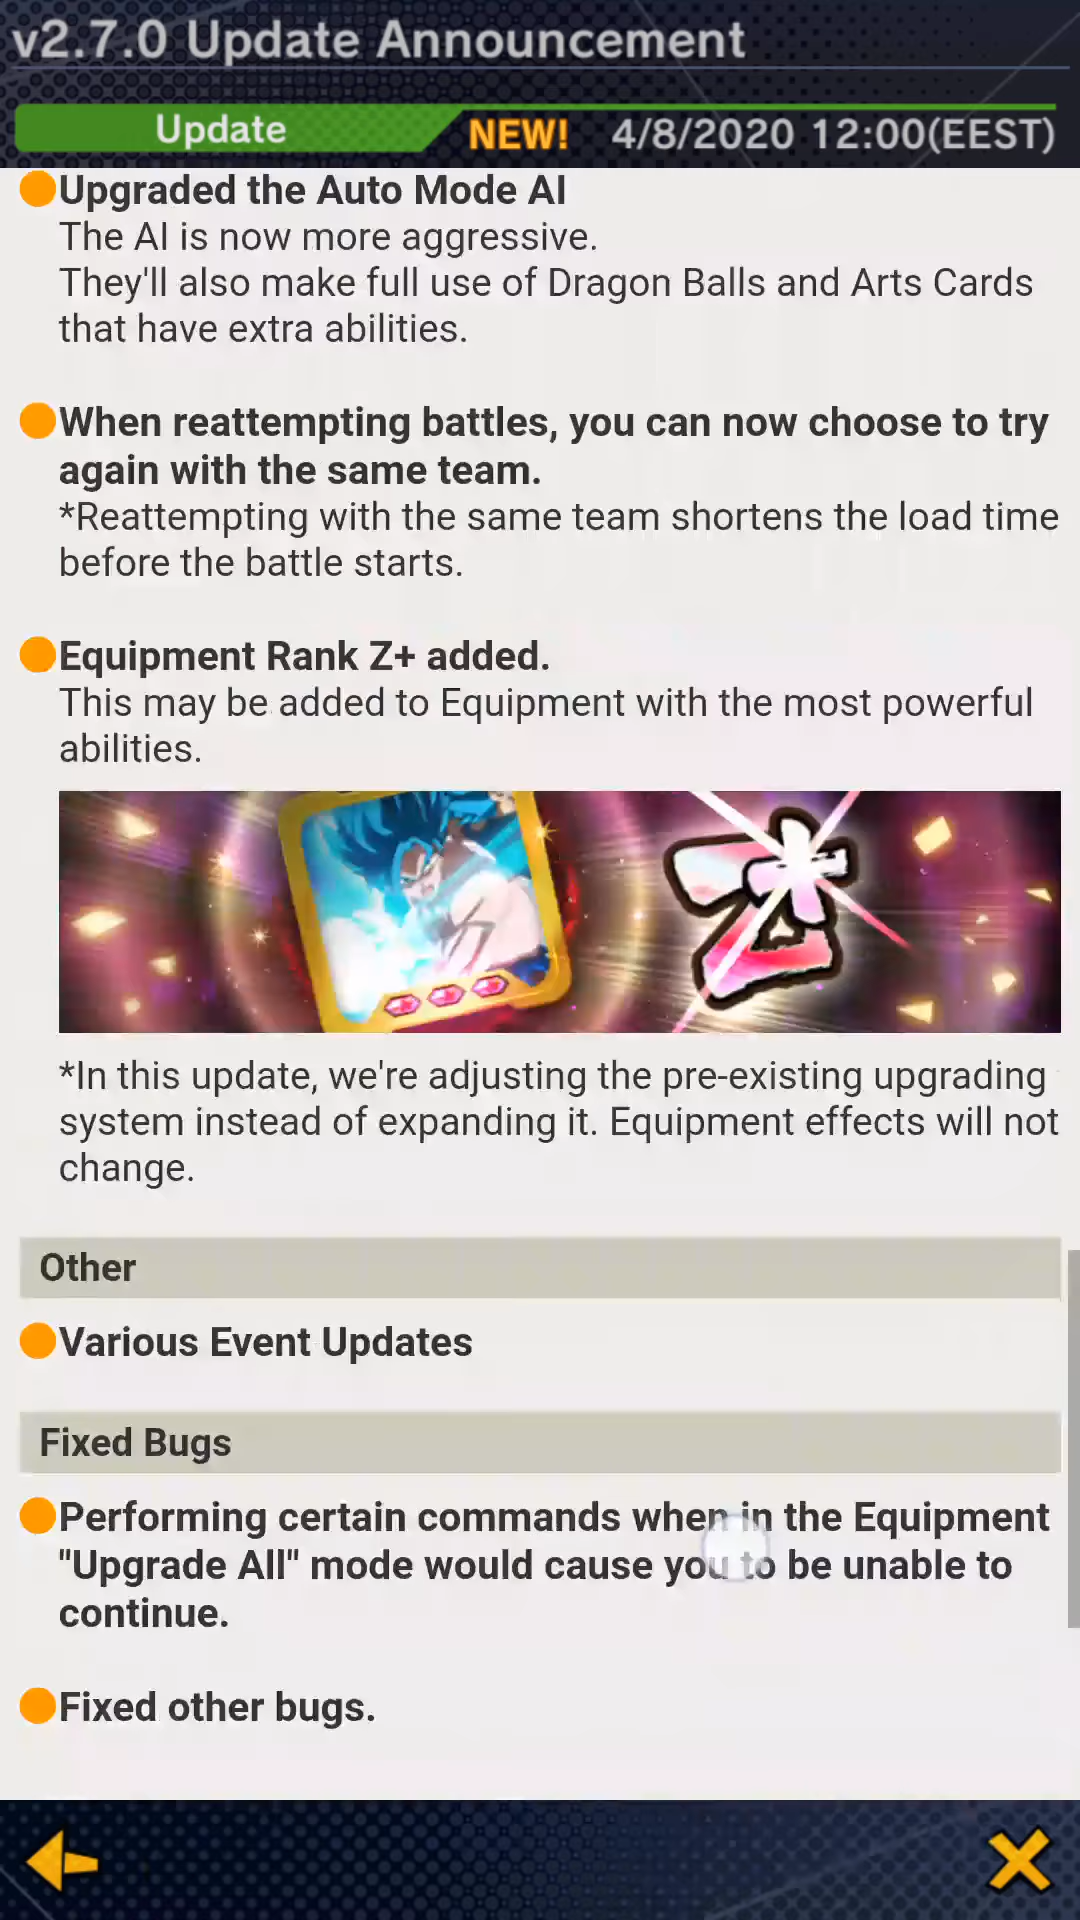 v2.7.0 Update Announcement
Update NEW! 4/8/2020 12:00(EEST)
Upgraded the Auto Mode AI
The AI is now more aggressive.
They'll also make full use of Dragon Balls and Arts Cards
that have extra abilities.
When reattempting battles, you can now choose to try
again with the same team.
*Reattempting with the same team shortens the load time
before the battle starts.
Equipment Rank Z+ added.
This may be added to Equipment with the most powerful
abilities.
Z+
*In this update, we're adjusting the pre-existing upgrading
system instead of expanding it. Equipment effects will not
change.
Other
Various Event Updates
Fixed Bugs
Performing certain commands when in the Equipment
"Upgrade All" mode would cause you to be unable to
continue.
Fixed other bugs.